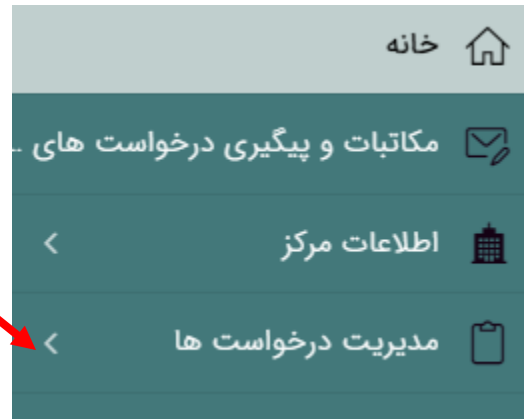 خانه
مکاتبات و پیگیری درخواست های ..
اطلاعات مرکز
مدیریت درخواست ها